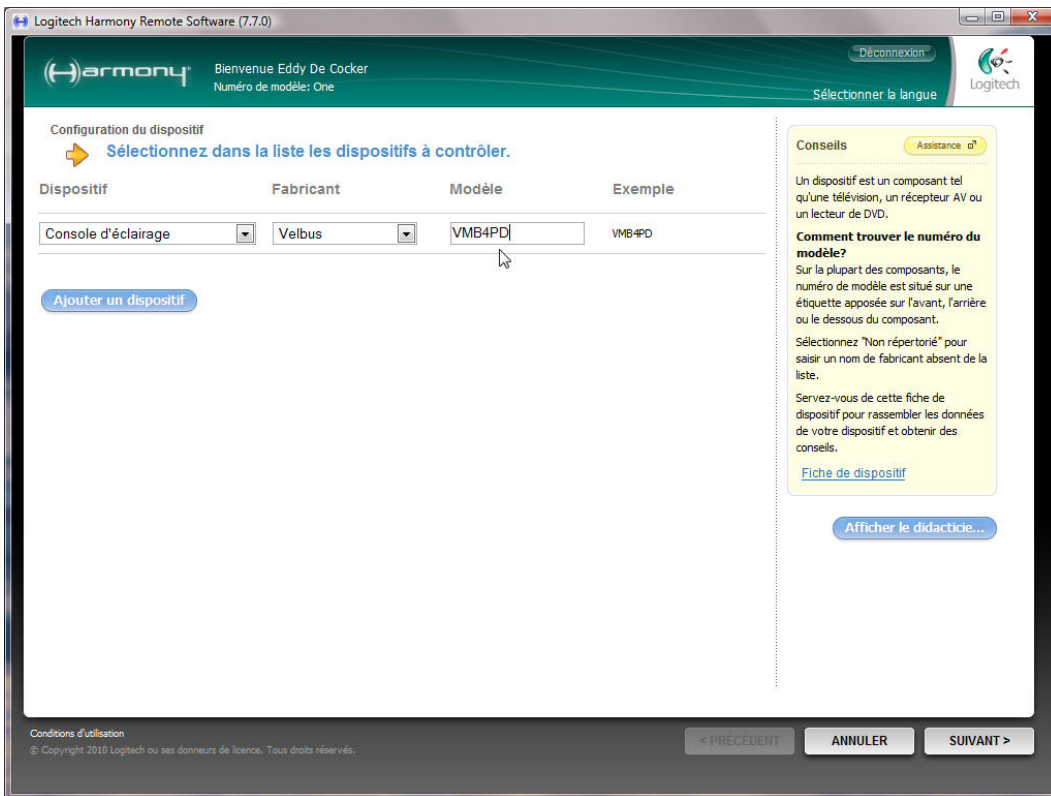 Logitech Harmony Remote Software (7.7.0)
Harmony
Bienvenue Eddy De Cocker
Numéro de modèle: One
Déconnexion
Sélectionner la langue
Logitech
Configuration du dispositif
Sélectionnez dans la liste les dispositifs à contrôler.
Dispositif Fabricant Modèle Exemple
Console d'éclairage Velbus VMB4PD VMB4PD
Ajouter un dispositif
Conseils Assistance
Un dispositif est un composant tel
qu'une télévision, un récepteur AV ou
un lecteur de DVD.
Comment trouver le numéro du
modèle?
Sur la plupart des composants, le
numéro de modèle est situé sur une
étiquette apposée sur l'avant, l'arrière
ou le dessous du composant.
Sélectionnez "Non répertorié" pour
saisir un nom de fabricant absent de la
liste.
Servez-vous de cette fiche de
dispositif pour rassembler les données
de votre dispositif et obtenir des
conseils.
Fiche de dispositif
Afficher le didacticie...
Conditions d'utilisation
© Copyright 2010 Logitech ou ses donneurs de licence. Tous droits réservés.
< PRÉCÉDENT ANNULER SUIVANT >